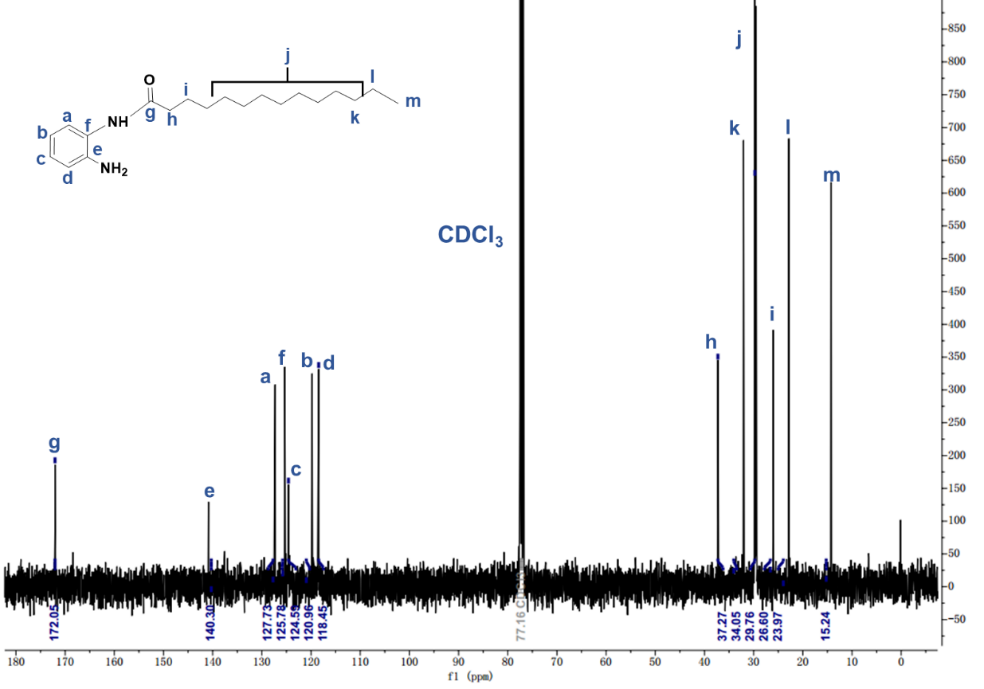 j
O
i
l
m
g
h
k
a
f
NH
b
e
c
d
NH2
850
800
750
700
650
600
550
500
450
400
350
300
250
200
150
100
50
0
-50
j
k
l
m
CDCl3
i
h
f
b
d
a
c
g
e
172.05
140.30
127.73
125.78
124.59
120.96
118.45
77.16
37.27
34.05
29.76
26.60
23.97
15.24
180 170 160 150 140 130 120 110 100 90 80 70 60 50 40 30 20 10 0
f1 (ppm)